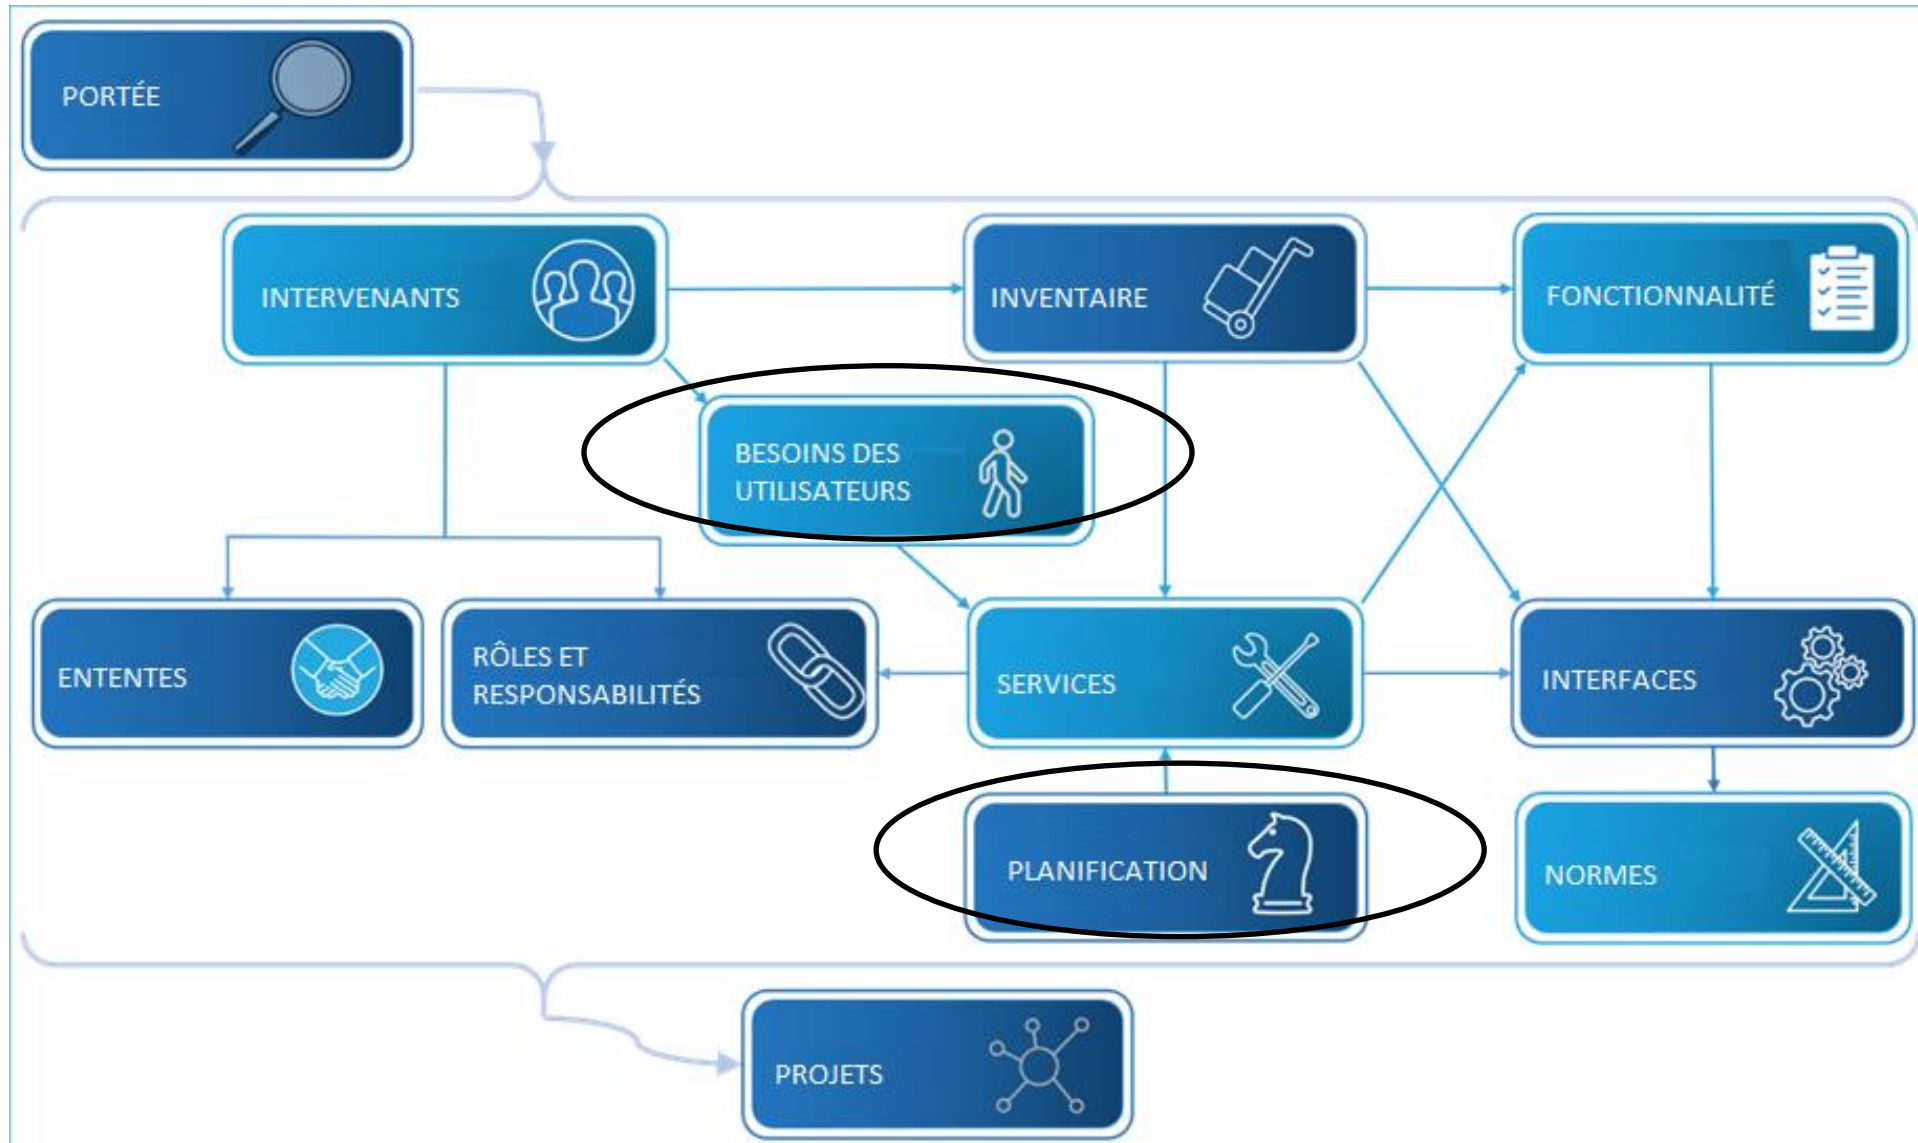 PORTÉE
INTERVENANTS
INVENTAIRE
FONCTIONNALITÉ
BESOINS DES
UTILISATEURS
ENTENTES
RÔLES ET
RESPONSABILITÉS
SERVICES
INTERFACES
PLANIFICATION
NORMES
PROJETS